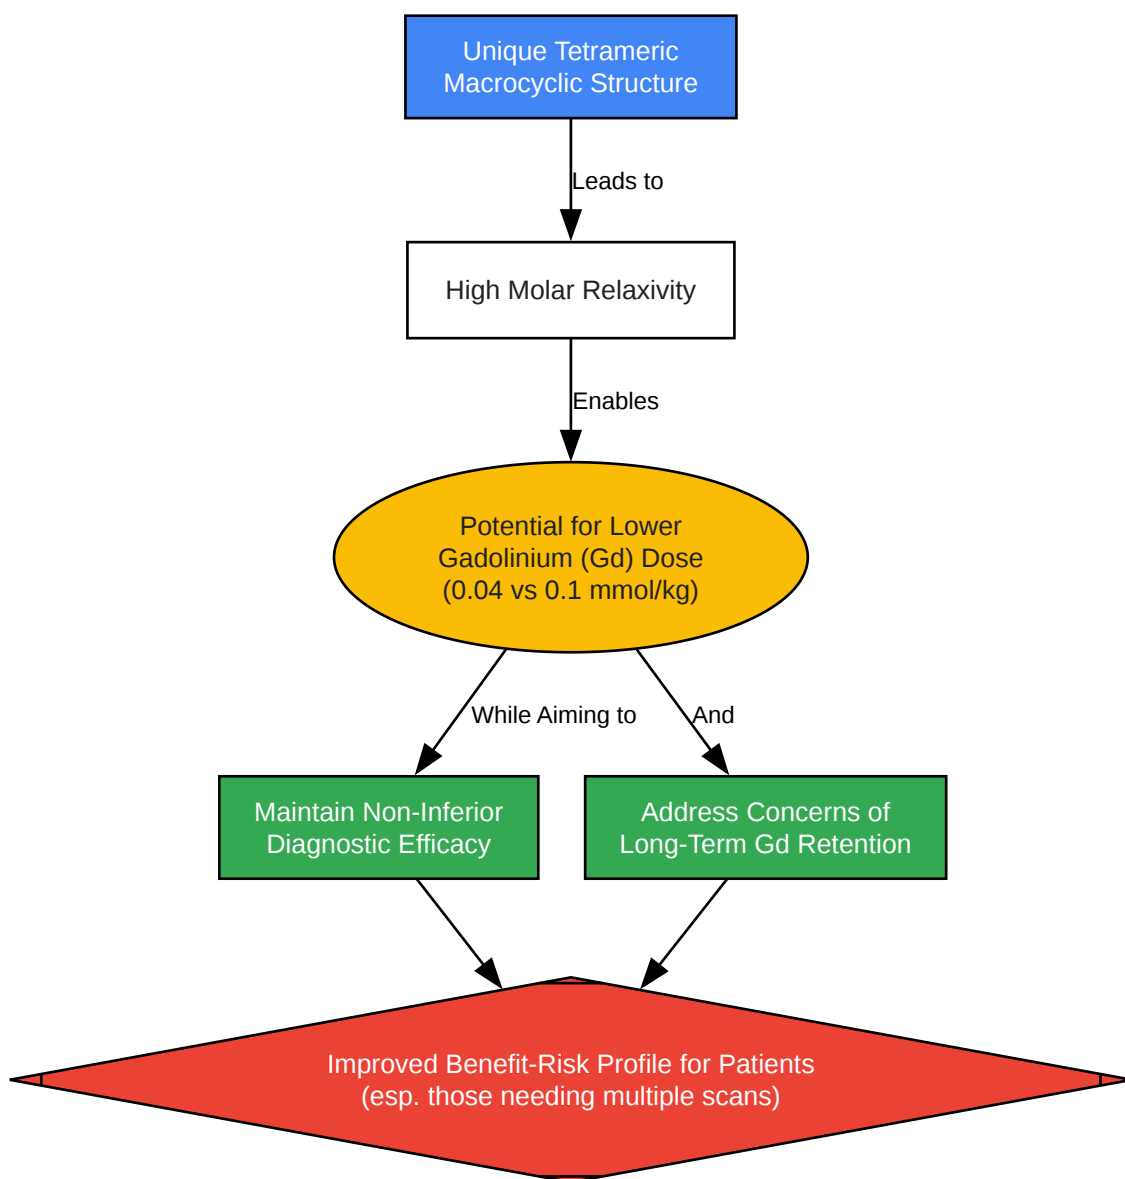 Unique Tetrameric
Macrocyclic Structure
Leads to
High Molar Relaxivity
Enables
Potential for Lower
Gadolinium (Gd) Dose
(0.04 vs 0.1 mmol/kg)
While Aiming to
And
Maintain Non-Inferior
Diagnostic Efficacy
Address Concerns of
Long-Term Gd Retention
Improved Benefit-Risk Profile for Patients
(esp. those needing multiple scans)